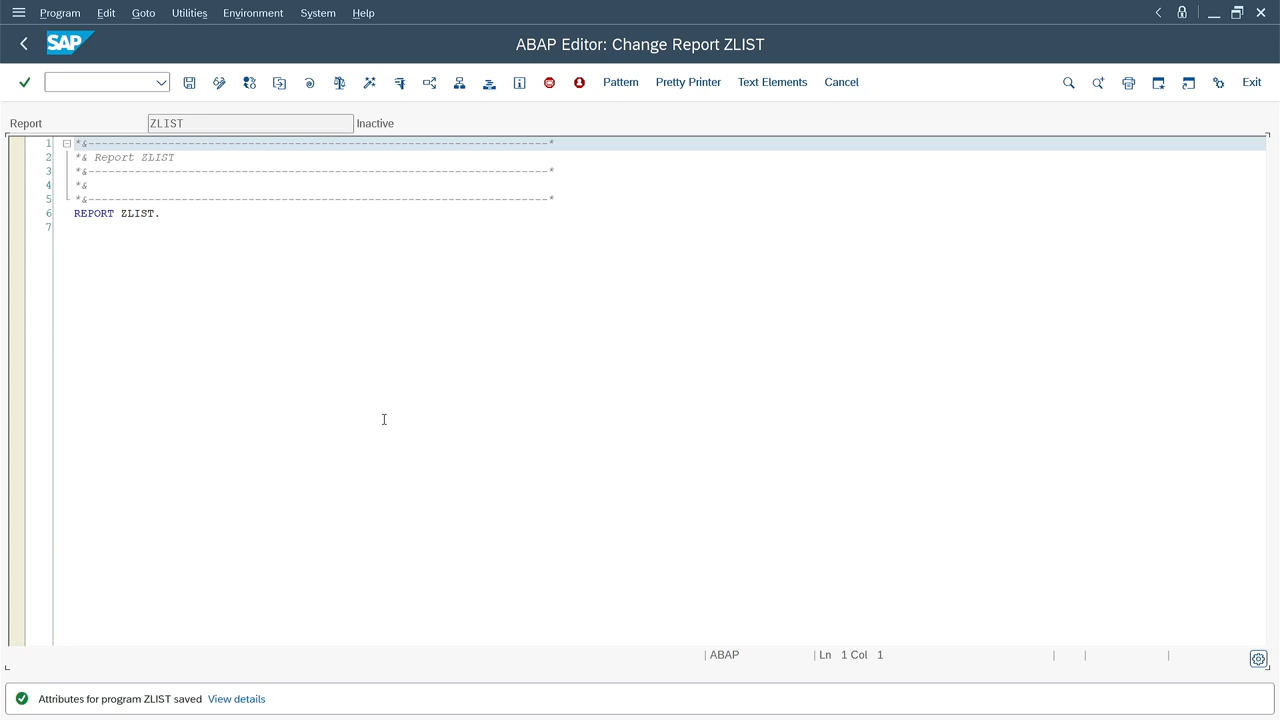 Program Edit Goto Utilities Environment System Help
SAP ABAP Editor: Change Report ZLIST
Pattern Pretty Printer Text Elements Cancel Exit
Report ZLIST Inactive
1 *&---------------------------------------------------------------------*
2 *& Report ZLIST
3 *&---------------------------------------------------------------------*
4 *&
5 *&---------------------------------------------------------------------*
6 REPORT ZLIST.
7
ABAP Ln 1 Col 1
Attributes for program ZLIST saved View details